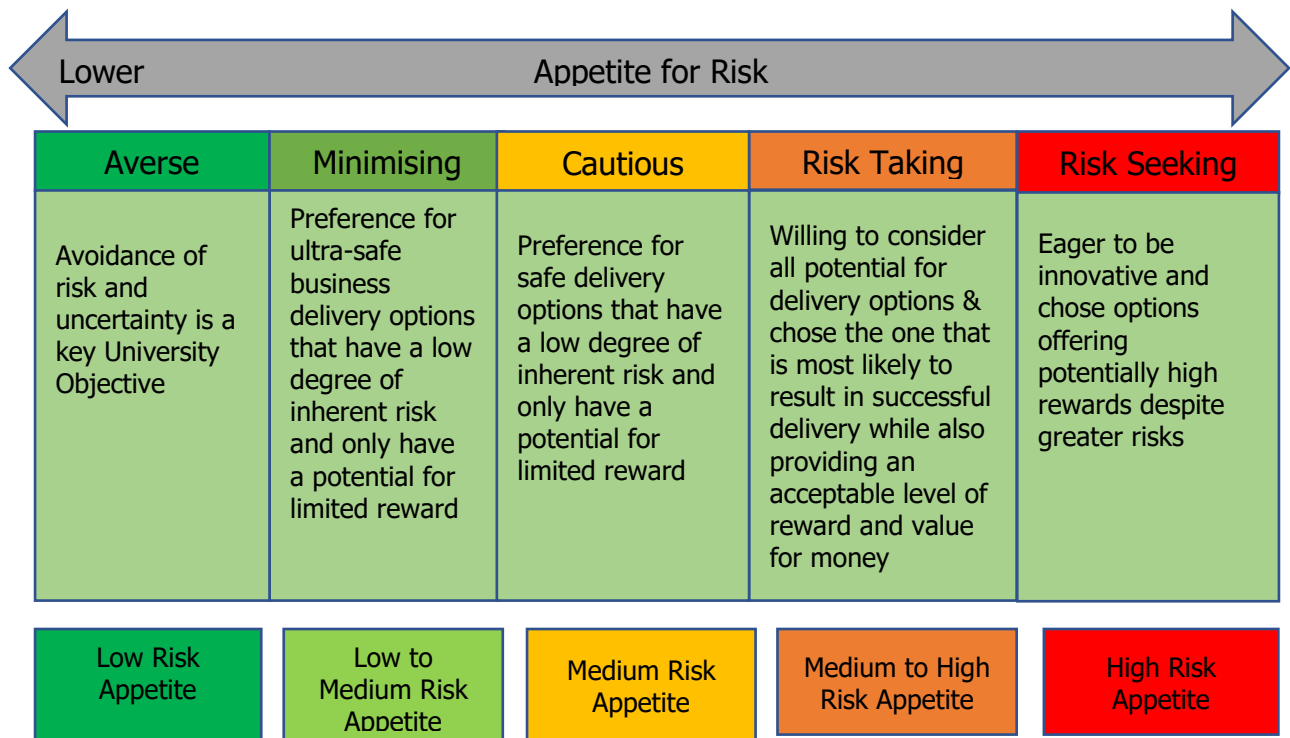 Lower Appetite for Risk
Averse
Minimising
Cautious
Risk Taking
Risk Seeking
Avoidance of
risk and
uncertainty is a
key University
Objective
Preference for
ultra-safe
business
delivery options
that have a low
degree of
inherent risk
and only have
a potential for
limited reward
Preference for
safe delivery
options that have
a low degree of
inherent risk and
only have a
potential for
limited reward
Willing to consider
all potential for
delivery options &
chose the one that
is most likely to
result in successful
delivery while also
providing an
acceptable level of
reward and value
for money
Eager to be
innovative and
chose options
offering
potentially high
rewards despite
greater risks
Low Risk
Appetite
Low to
Medium Risk
Appetite
Medium Risk
Appetite
Medium to High
Risk Appetite
High Risk
Appetite